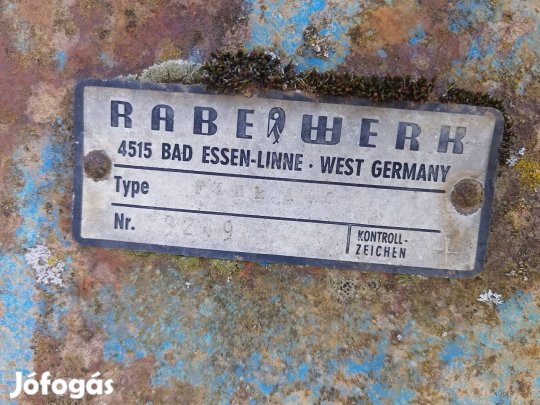 RABEWERK
4515 BAD ESSEN-LINNE · WEST GERMANY
Type
Nr.
KONTROLL-
ZEICHEN
Jófogás